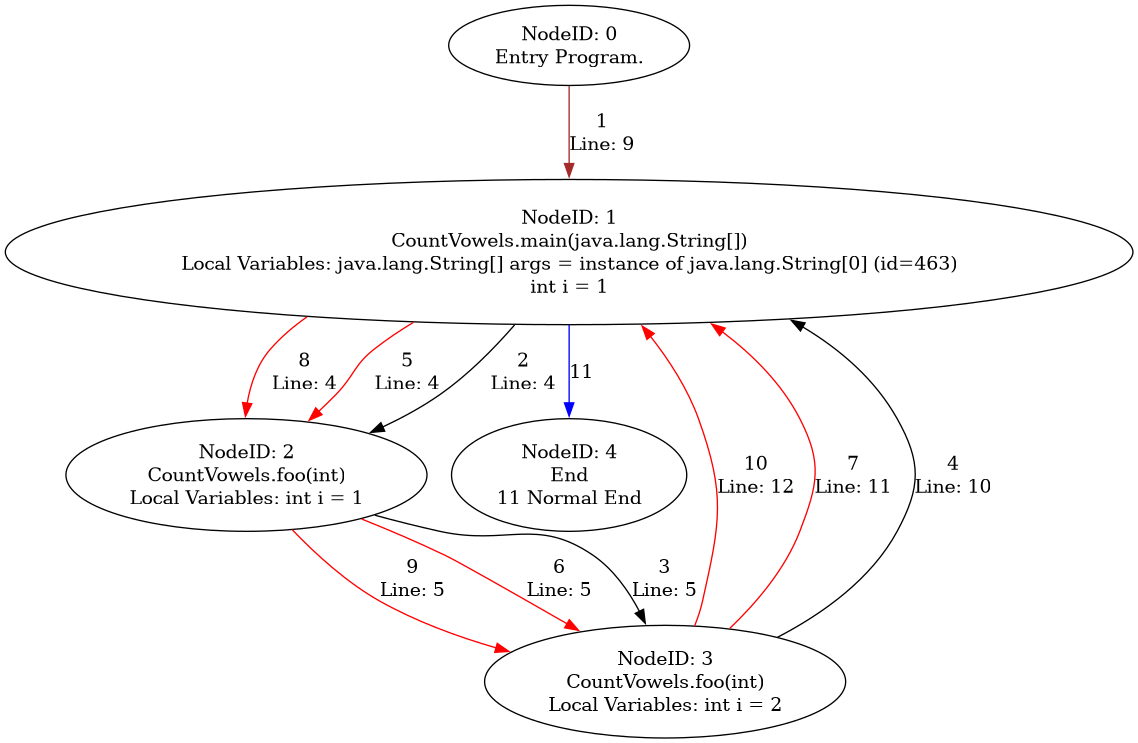 NodeID: 0
Entry Program.
1
Line: 9
NodeID: 1
CountVowels.main(java.lang.String[])
Local Variables: java.lang.String[] args = instance of java.lang.String[0] (id=463)
int i = 1
8
Line: 4
5
Line: 4
2
Line: 4
11
NodeID: 2
CountVowels.foo(int)
Local Variables: int i = 1
NodeID: 4
End
11 Normal End
10
Line: 12
7
Line: 11
4
Line: 10
9
Line: 5
6
Line: 5
3
Line: 5
NodeID: 3
CountVowels.foo(int)
Local Variables: int i = 2